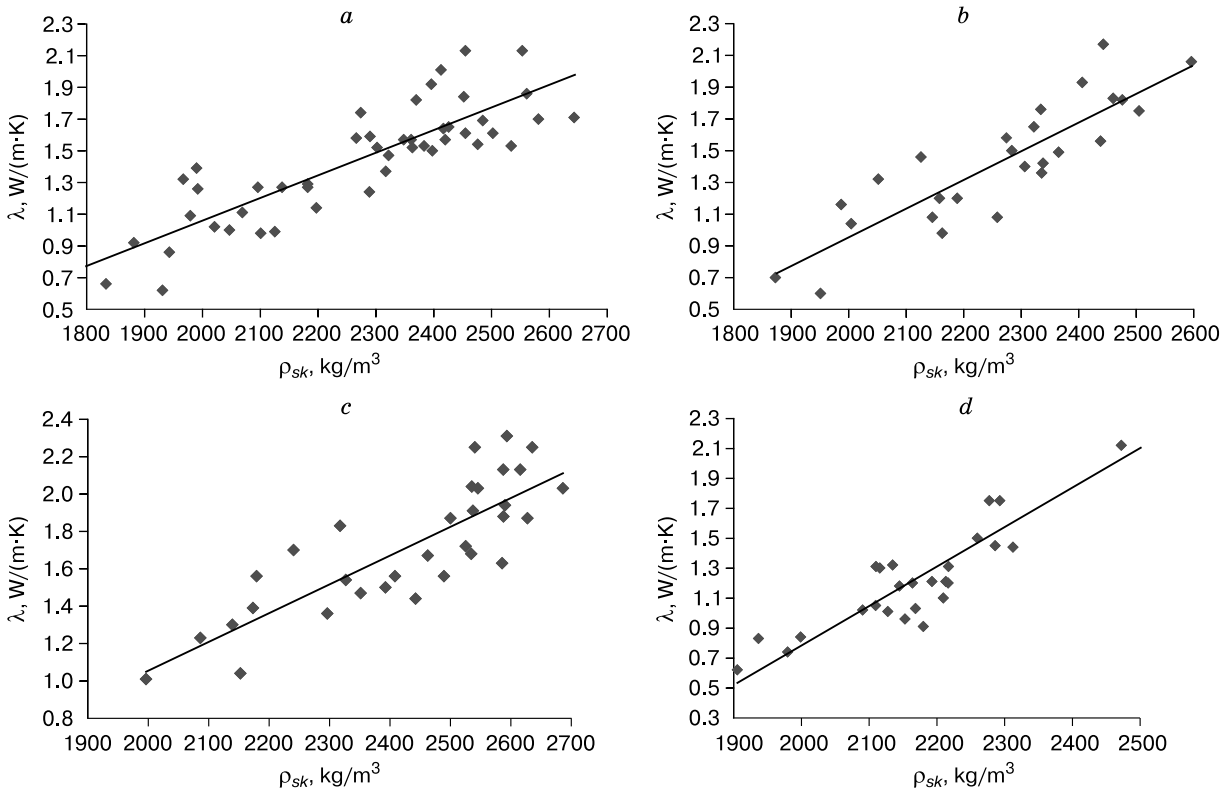 a
λ, W/(m·K)
2.3
2.1
1.9
1.7
1.5
1.3
1.1
0.9
0.7
0.5
1800 1900 2000 2100 2200 2300 2400 2500 2600 2700
ρsk, kg/m³
b
λ, W/(m·K)
2.3
2.1
1.9
1.7
1.5
1.3
1.1
0.9
0.7
0.5
1800 1900 2000 2100 2200 2300 2400 2500 2600
ρsk, kg/m³
c
λ, W/(m·K)
2.4
2.2
2.0
1.8
1.6
1.4
1.2
1.0
0.8
1900 2000 2100 2200 2300 2400 2500 2600 2700
ρsk, kg/m³
d
λ, W/(m·K)
2.3
2.1
1.9
1.7
1.5
1.3
1.1
0.9
0.7
0.5
0.3
1900 2000 2100 2200 2300 2400 2500
ρsk, kg/m³